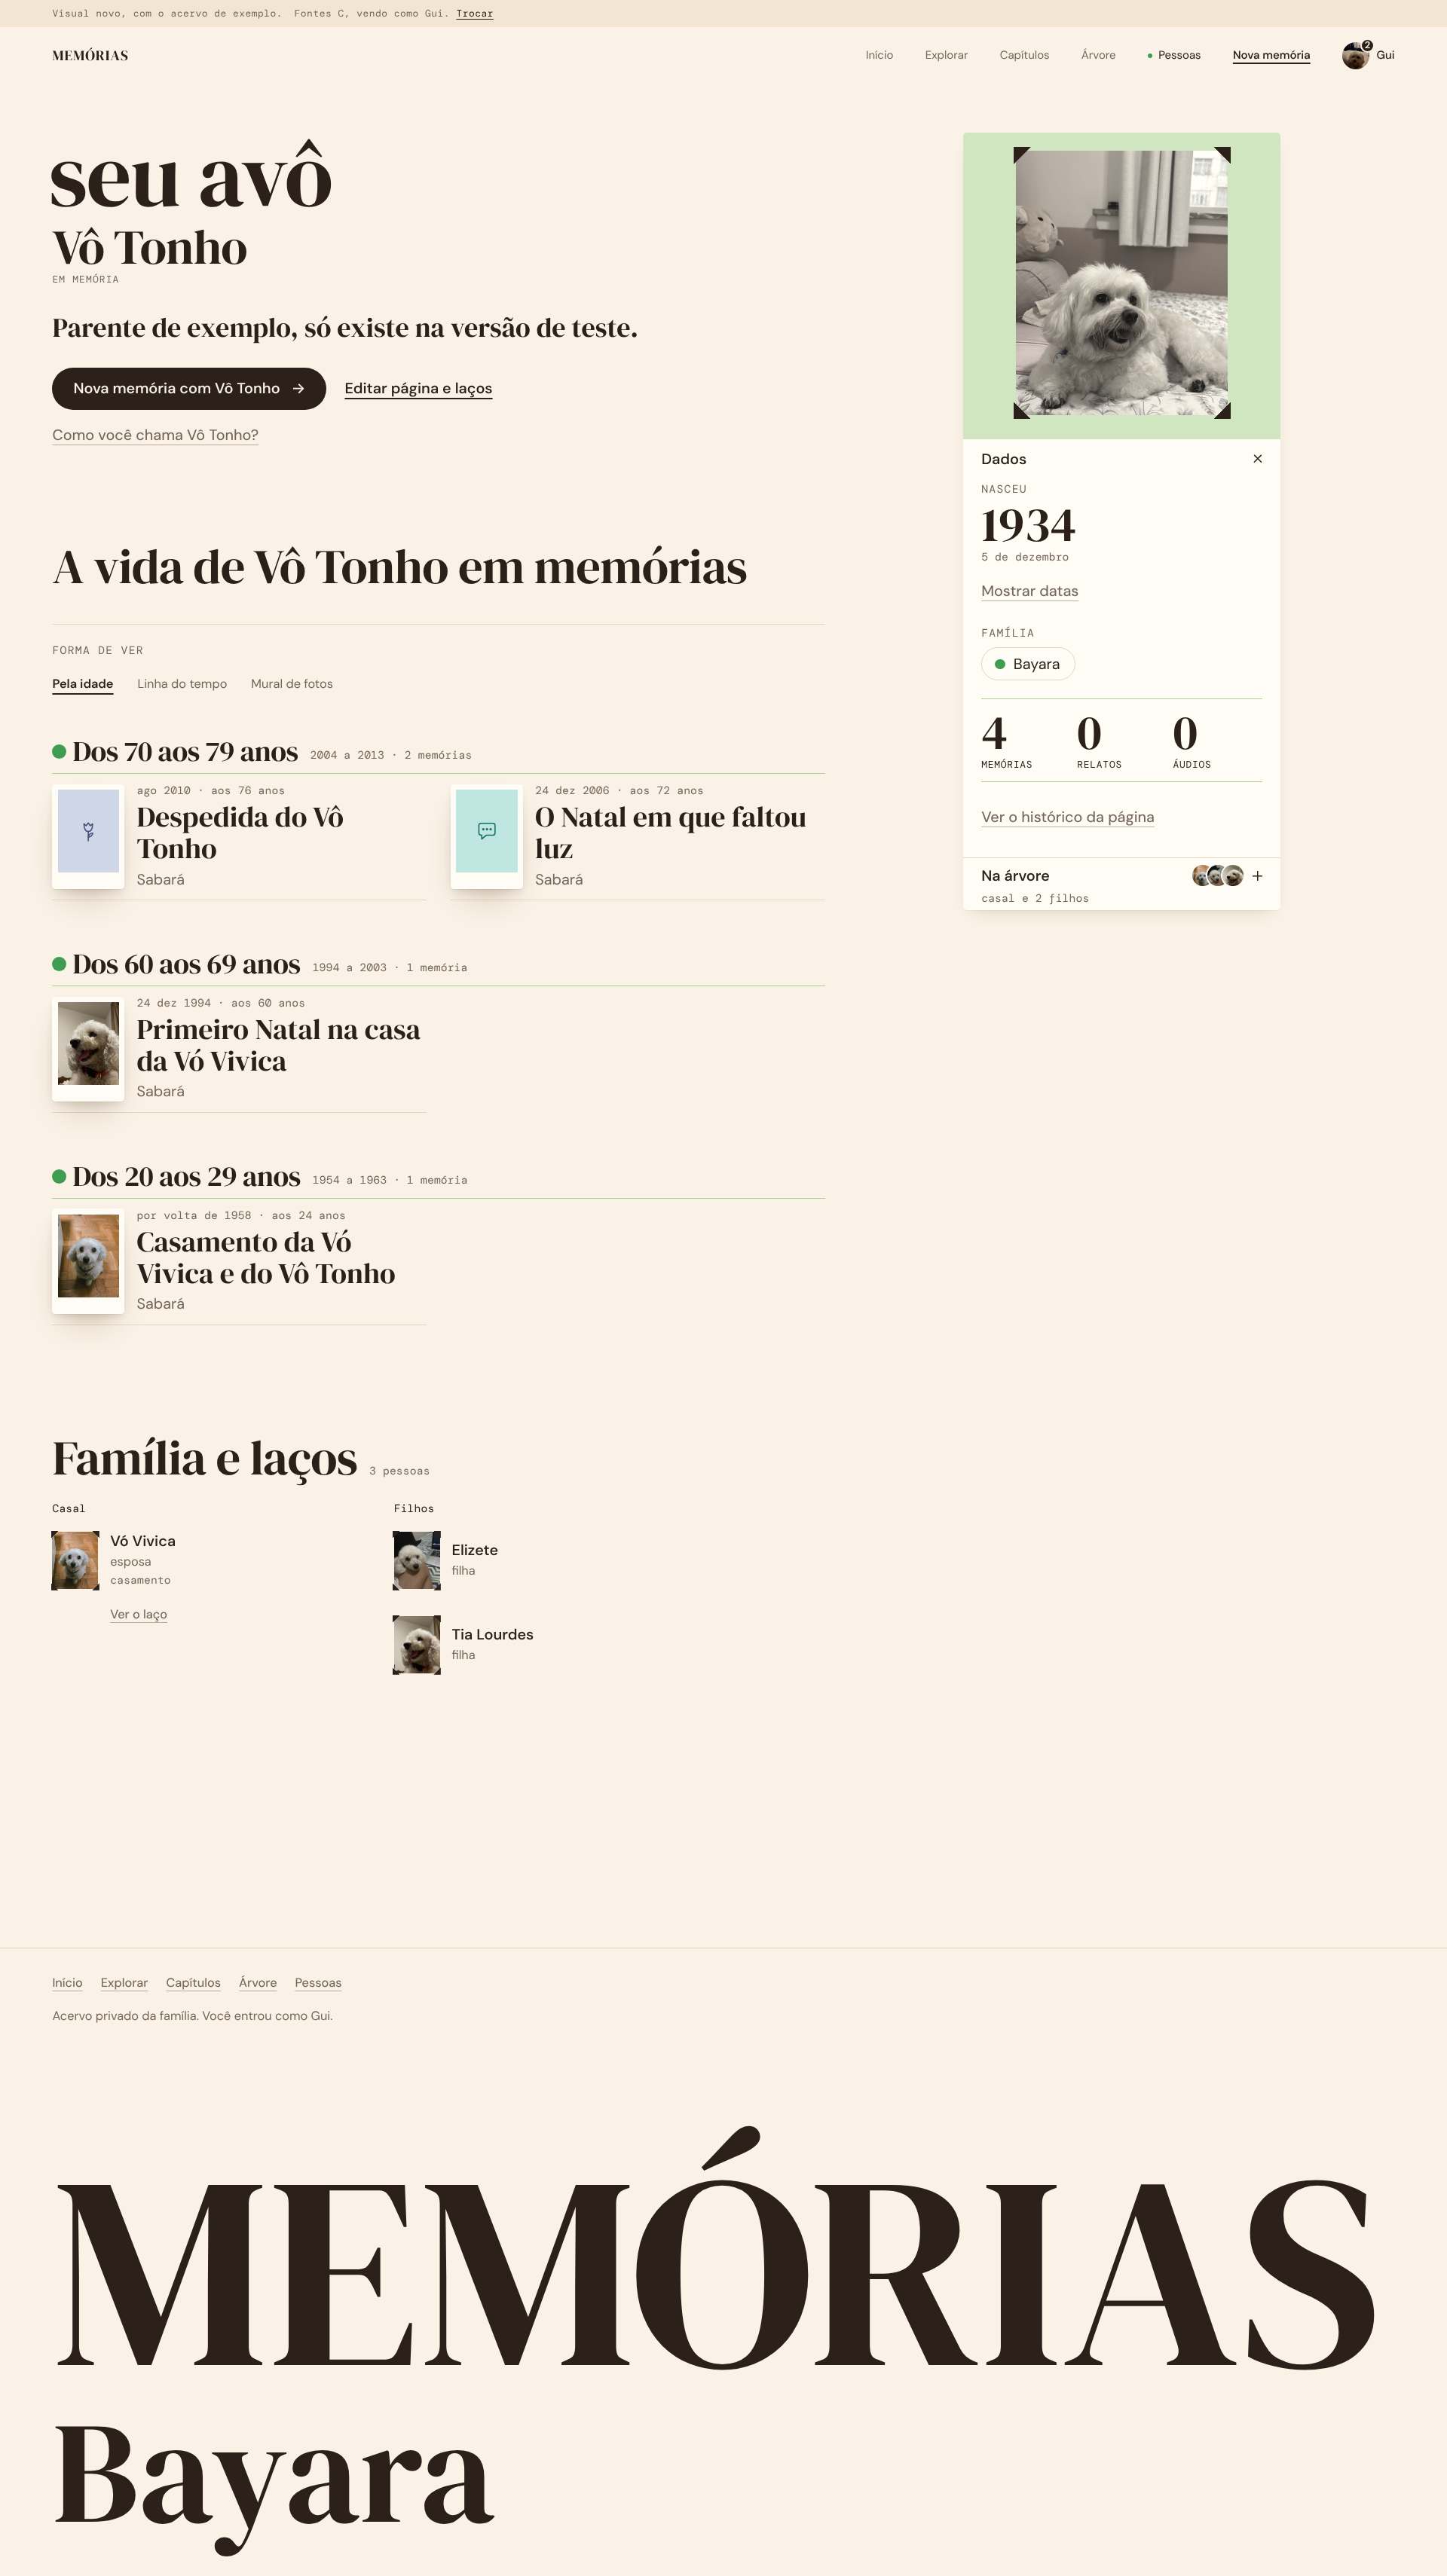 Visual novo, com o acervo de exemplo. Fontes C, vendo como Gui. Trocar
MEMÓRIAS
Início Explorar Capítulos Árvore Pessoas Nova memória 2 Gui
seu avô
Vô Tonho
EM MEMÓRIA
Parente de exemplo, só existe na versão de teste.
Nova memória com Vô Tonho → Editar página e laços
Como você chama Vô Tonho?
Dados ×
NASCEU
1934
5 de dezembro
Mostrar datas
FAMÍLIA
Bayara
4 0 0
MEMÓRIAS RELATOS ÁUDIOS
Ver o histórico da página
Na árvore +
casal e 2 filhos
A vida de Vô Tonho em memórias
FORMA DE VER
Pela idade Linha do tempo Mural de fotos
Dos 70 aos 79 anos 2004 a 2013 · 2 memórias
ago 2010 · aos 76 anos
Despedida do Vô
Tonho
Sabará
24 dez 2006 · aos 72 anos
O Natal em que faltou
luz
Sabará
Dos 60 aos 69 anos 1994 a 2003 · 1 memória
24 dez 1994 · aos 60 anos
Primeiro Natal na casa
da Vó Vivica
Sabará
Dos 20 aos 29 anos 1954 a 1963 · 1 memória
por volta de 1958 · aos 24 anos
Casamento da Vó
Vivica e do Vô Tonho
Sabará
Família e laços 3 pessoas
Casal
Vó Vivica
esposa
casamento
Ver o laço
Filhos
Elizete
filha
Tia Lourdes
filha
Início Explorar Capítulos Árvore Pessoas
Acervo privado da família. Você entrou como Gui.
MEMÓRIAS
Bayara